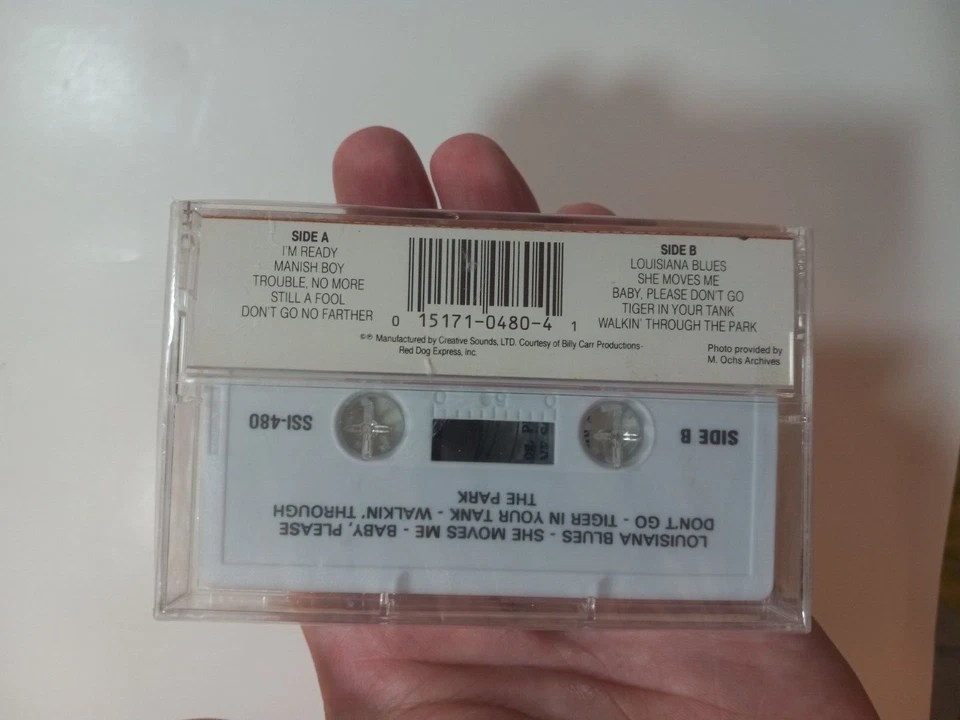 SIDE A
I'M READY
MANISH BOY
TROUBLE, NO MORE
STILL A FOOL
DON'T GO NO FARTHER
0 15171-0480-4 1
SIDE B
LOUISIANA BLUES
SHE MOVES ME
BABY, PLEASE DON'T GO
TIGER IN YOUR TANK
WALKIN' THROUGH THE PARK
©℗ Manufactured by Creative Sounds, LTD. Courtesy of Billy Carr Productions-
Red Dog Express, Inc.
Photo provided by
M. Ochs Archives
SIDE B
SSI-480
LOUISIANA BLUES - SHE MOVES ME - BABY, PLEASE
DON'T GO - TIGER IN YOUR TANK - WALKIN' THROUGH
THE PARK